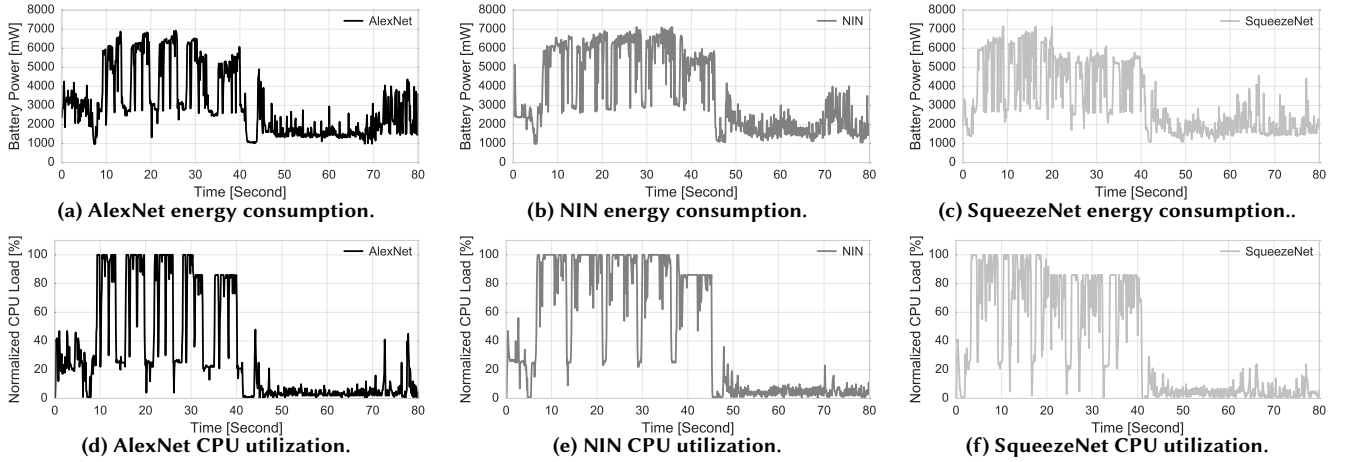 8000
7000
6000
5000
4000
3000
2000
1000
0
Battery Power [mW]
AlexNet
0 10 20 30 40 50 60 70 80
Time [Second]
(a) AlexNet energy consumption.
8000
7000
6000
5000
4000
3000
2000
1000
0
Battery Power [mW]
NIN
0 10 20 30 40 50 60 70 80
Time [Second]
(b) NIN energy consumption.
8000
7000
6000
5000
4000
3000
2000
1000
0
Battery Power [mW]
SqueezeNet
0 10 20 30 40 50 60 70 80
Time [Second]
(c) SqueezeNet energy consumption..
100
80
60
40
20
0
Normalized CPU Load [%]
AlexNet
0 10 20 30 40 50 60 70 80
Time [Second]
(d) AlexNet CPU utilization.
100
80
60
40
20
0
Normalized CPU Load [%]
NIN
0 10 20 30 40 50 60 70 80
Time [Second]
(e) NIN CPU utilization.
100
80
60
40
20
0
Normalized CPU Load [%]
SqueezeNet
0 10 20 30 40 50 60 70 80
Time [Second]
(f) SqueezeNet CPU utilization.